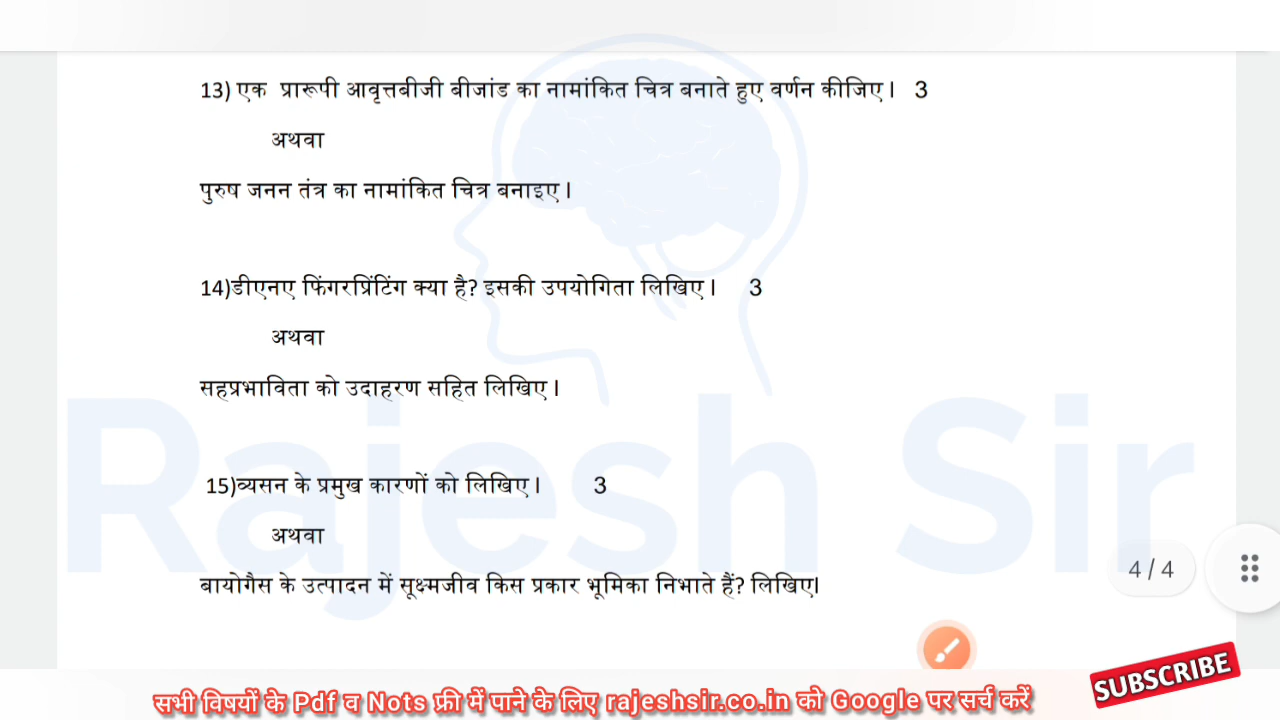 13) एक प्रारूपी आवृत्तबीजी बीजांड का नामांकित चित्र बनाते हुए वर्णन कीजिए। 3
अथवा
पुरुष जनन तंत्र का नामांकित चित्र बनाइए।
14)डीएनए फिंगरप्रिंटिंग क्या है? इसकी उपयोगिता लिखिए। 3
अथवा
सहप्रभाविता को उदाहरण सहित लिखिए।
Rajesh Sir
15)व्यसन के प्रमुख कारणों को लिखिए। 3
अथवा
बायोगैस के उत्पादन में सूक्ष्मजीव किस प्रकार भूमिका निभाते हैं? लिखिए।
4 / 4
सभी विषयों के Pdf व Nots फ्री में पाने के लिए rajeshsir.co.in को Google पर सर्च करें
SUBSCRIBE